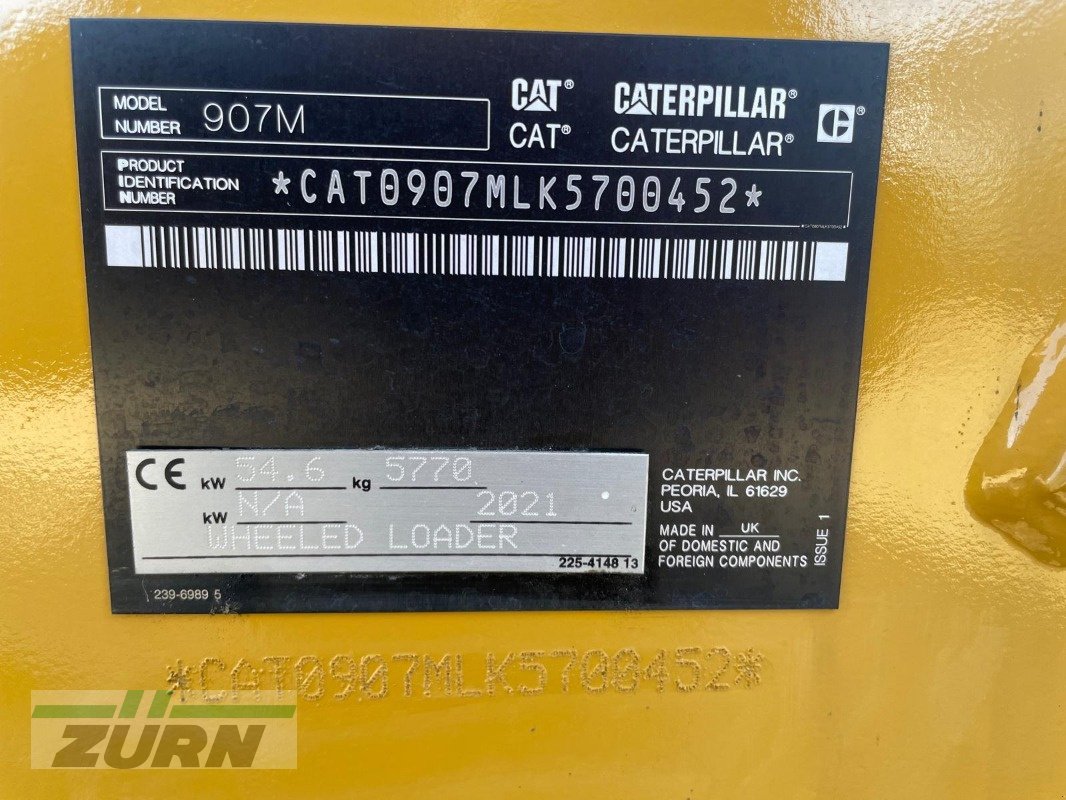 MODEL NUMBER 907M
CAT® CATERPILLAR® C®
CAT® CATERPILLAR®
PRODUCT IDENTIFICATION NUMBER *CAT0907MLK5700452*
*CAT0907MLK5700452
CE kW 54.6 kg 5770
kW N/A 2021
WHEELED LOADER
225-4148 13
239-6989 5
CATERPILLAR INC.
PEORIA, IL 61629
USA
MADE IN UK
OF DOMESTIC AND
FOREIGN COMPONENTS
ISSUE 1
*CAT0907MLK5700452*
ZÜRN